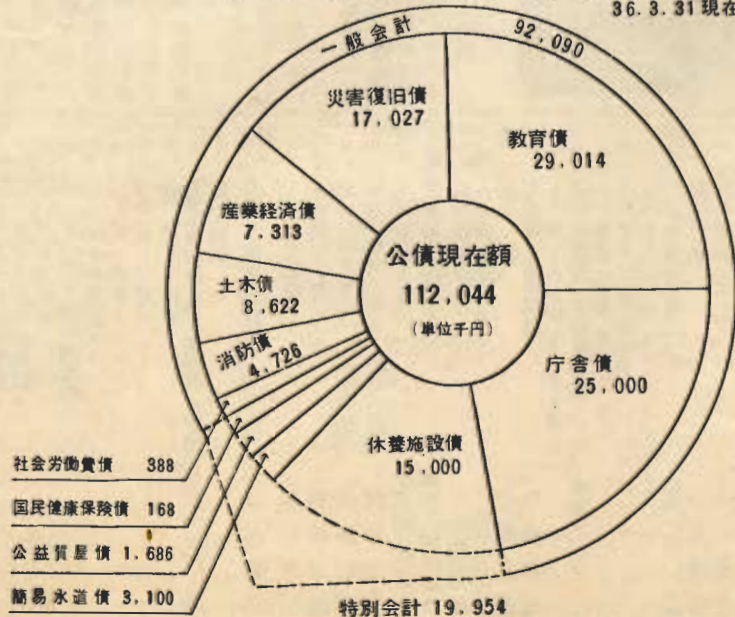 36.3.31現在
一般会計 92,090
災害復旧債
17,027
教育債
29,014
産業経済債
7,313
公債現在額
112,044
(単位千円)
土木債
8,622
消防債
4,726
庁舎債
25,000
休養施設債
15,000
社会労働費債 388
国民健康保険債 168
公益質屋債 1,686
簡易水道債 3,100
特別会計 19,954